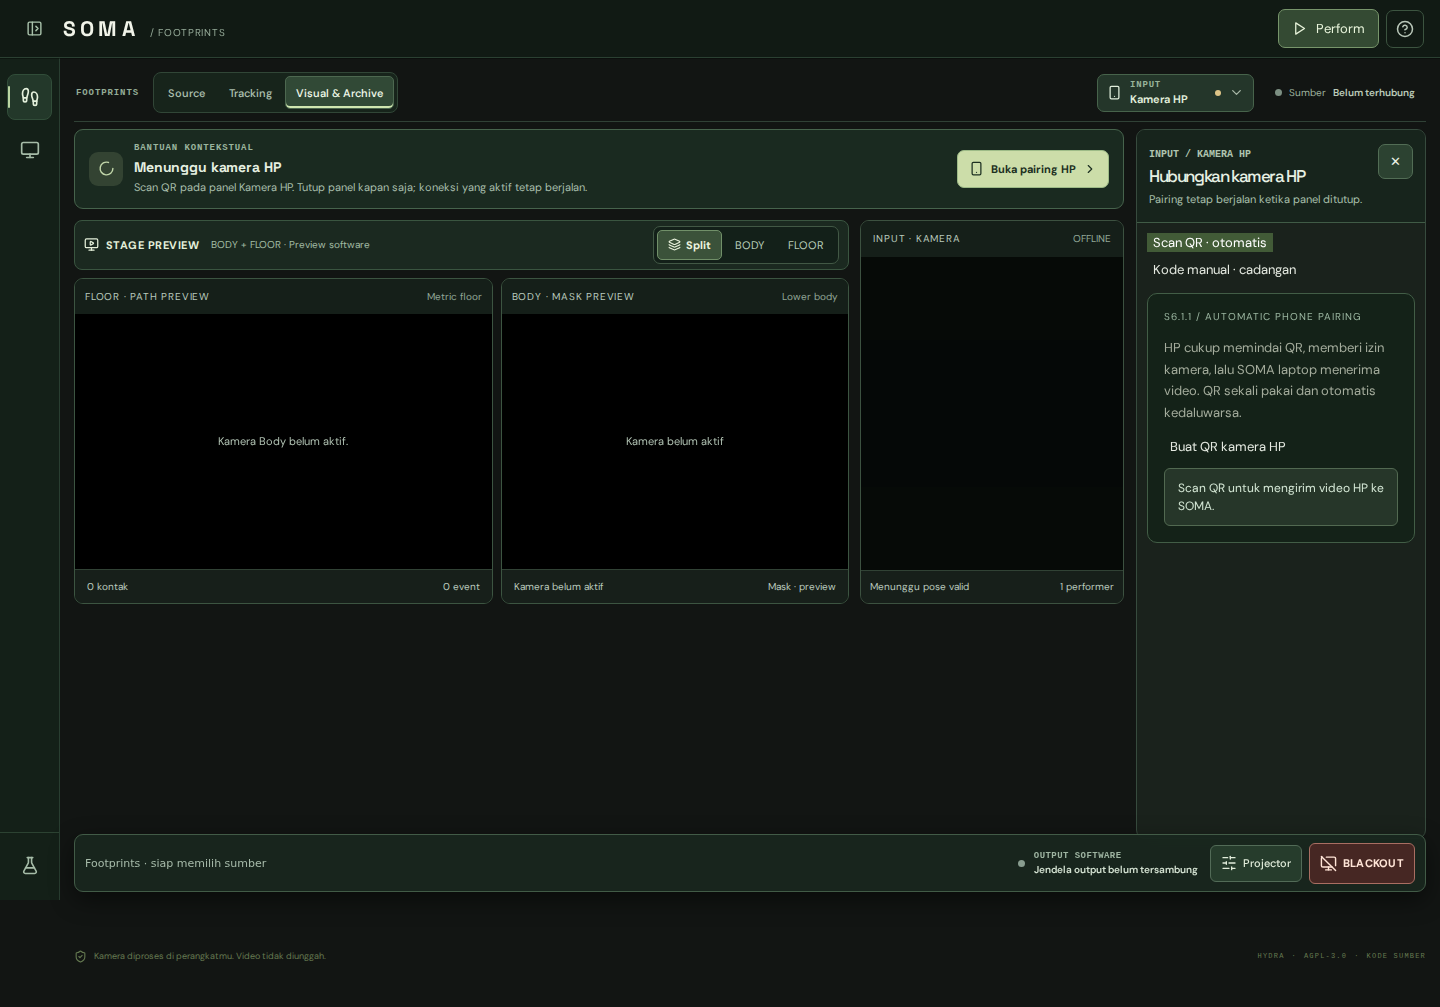 SOMA / FOOTPRINTS
Perform
FOOTPRINTS
Source
Tracking
Visual & Archive
INPUT
Kamera HP
Sumber Belum terhubung
BANTUAN KONTEKSTUAL
Menunggu kamera HP
Scan QR pada panel Kamera HP. Tutup panel kapan saja; koneksi yang aktif tetap berjalan.
Buka pairing HP
STAGE PREVIEW BODY + FLOOR · Preview software
Split
BODY
FLOOR
FLOOR · PATH PREVIEW
Metric floor
Kamera Body belum aktif.
0 kontak
0 event
BODY · MASK PREVIEW
Lower body
Kamera belum aktif
Kamera belum aktif
Mask · preview
INPUT · KAMERA
OFFLINE
Menunggu pose valid
1 performer
INPUT / KAMERA HP
Hubungkan kamera HP
Pairing tetap berjalan ketika panel ditutup.
Scan QR · otomatis
Kode manual · cadangan
S6.1.1 / AUTOMATIC PHONE PAIRING
HP cukup memindai QR, memberi izin
kamera, lalu SOMA laptop menerima
video. QR sekali pakai dan otomatis
kedaluwarsa.
Buat QR kamera HP
Scan QR untuk mengirim video HP ke
SOMA.
Footprints · siap memilih sumber
OUTPUT SOFTWARE
Jendela output belum tersambung
Projector
BLACKOUT
Kamera diproses di perangkatmu. Video tidak diunggah.
HYDRA · AGPL-3.0 · KODE SUMBER